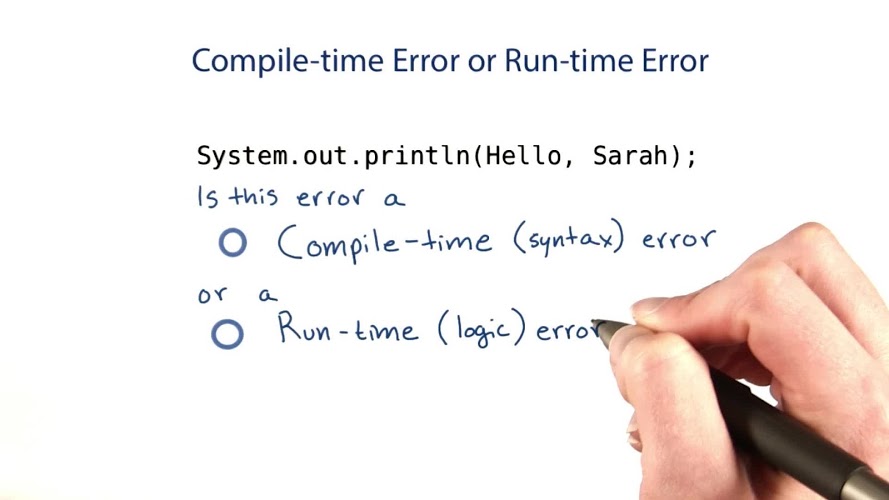 Compile-time Error or Run-time Error
System.out.println(Hello, Sarah);
Is this error a
Compile-time (syntax) error
or a
Run-time (logic) error